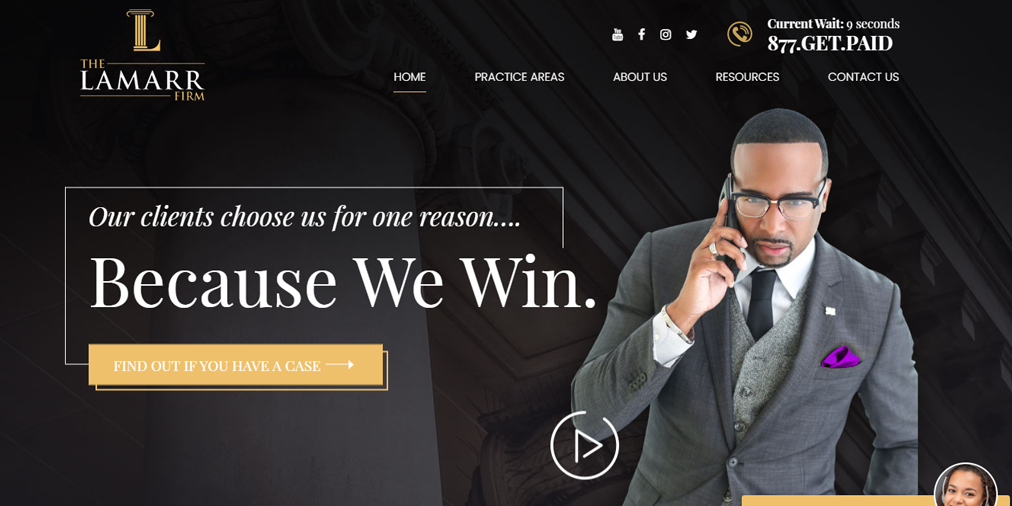 THE
LAMARR
FIRM
Current Wait: 9 seconds
877.GET.PAID
HOME
PRACTICE AREAS
ABOUT US
RESOURCES
CONTACT US
Our clients choose us for one reason....
Because We Win.
FIND OUT IF YOU HAVE A CASE